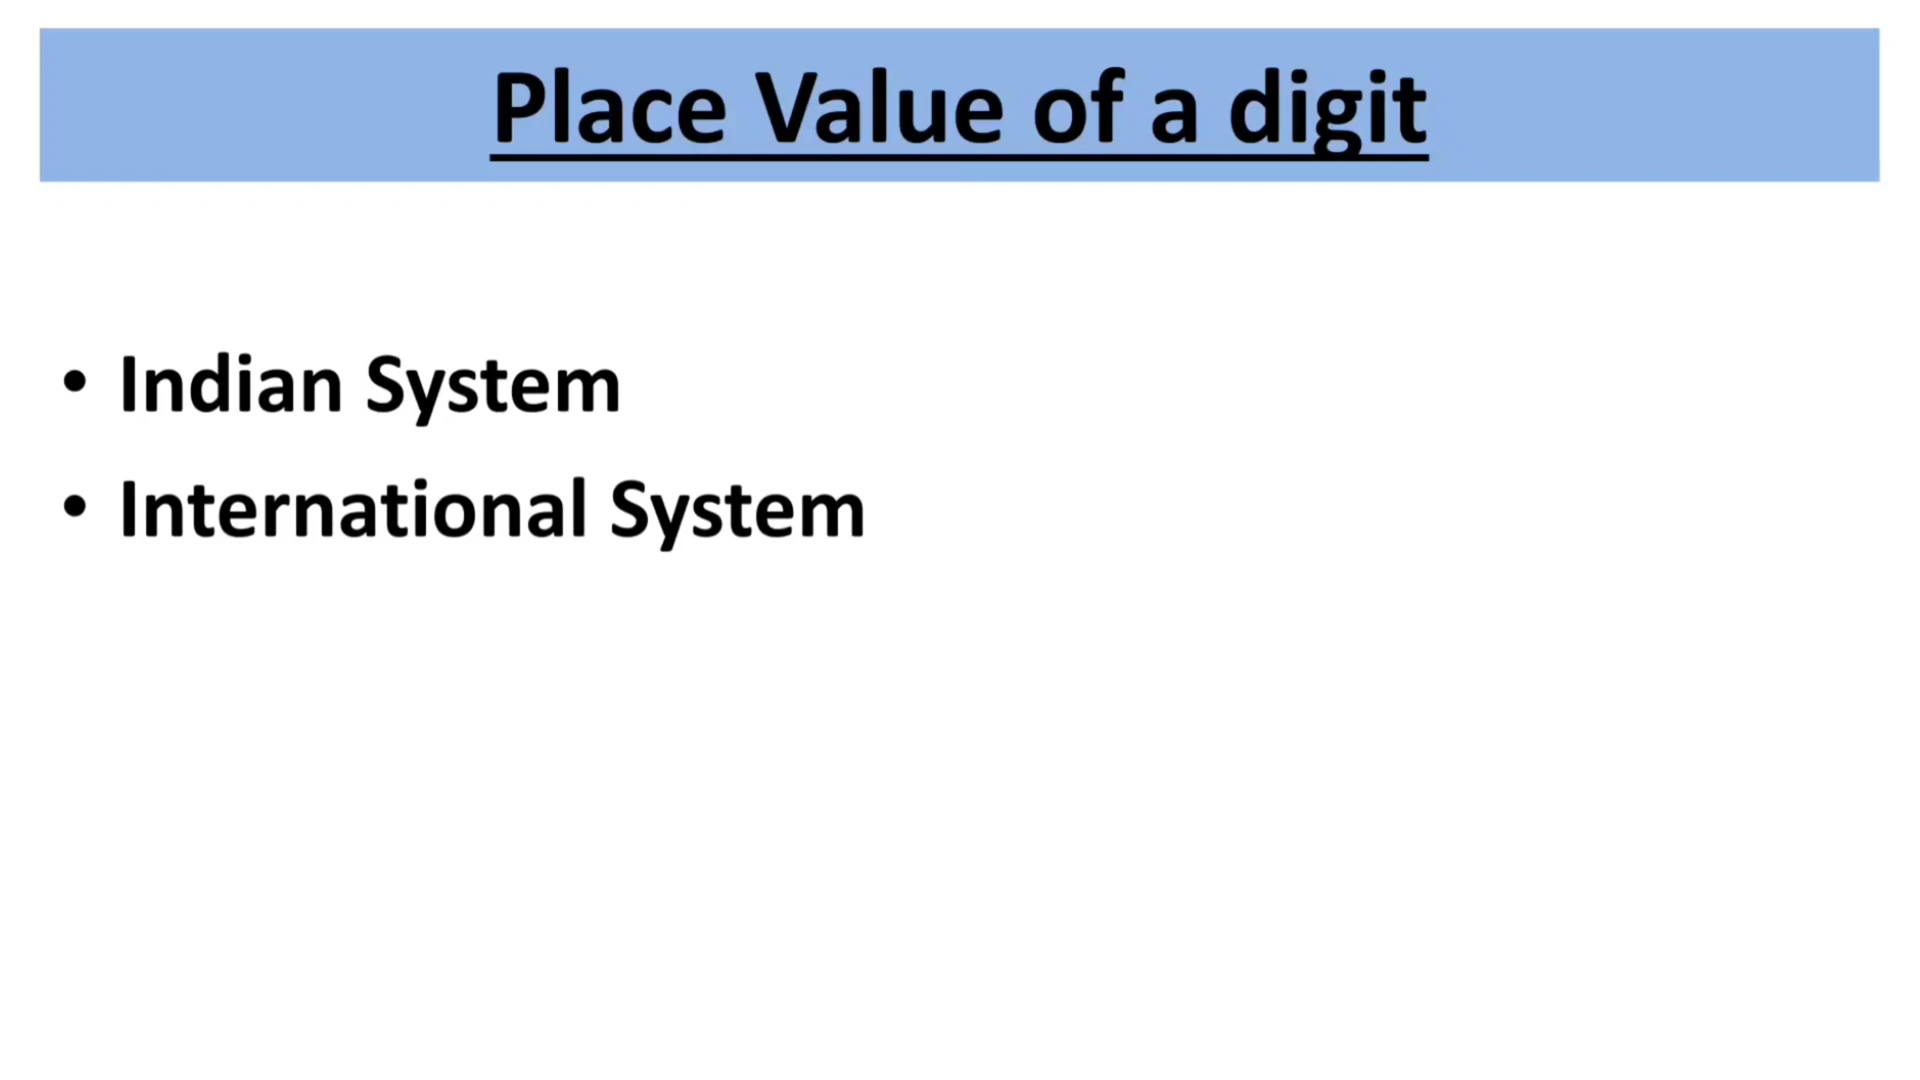 Place Value of a digit
• Indian System
• International System